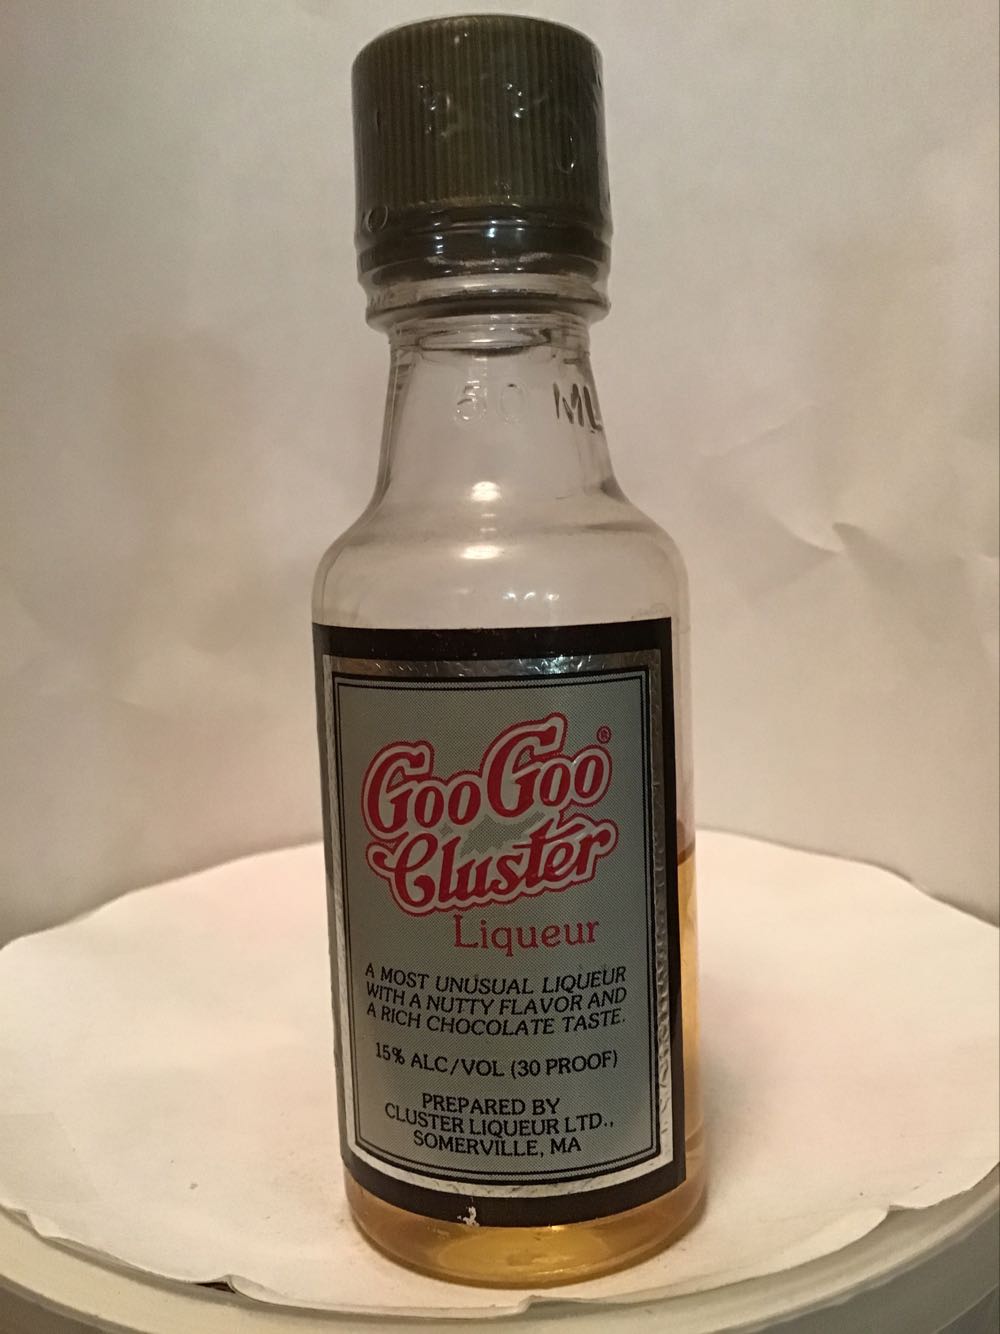 50 ML
Goo Goo®
Cluster
Liqueur
A MOST UNUSUAL LIQUEUR
WITH A NUTTY FLAVOR AND
A RICH CHOCOLATE TASTE.
15% ALC/VOL (30 PROOF)
PREPARED BY
CLUSTER LIQUEUR LTD.,
SOMERVILLE, MA